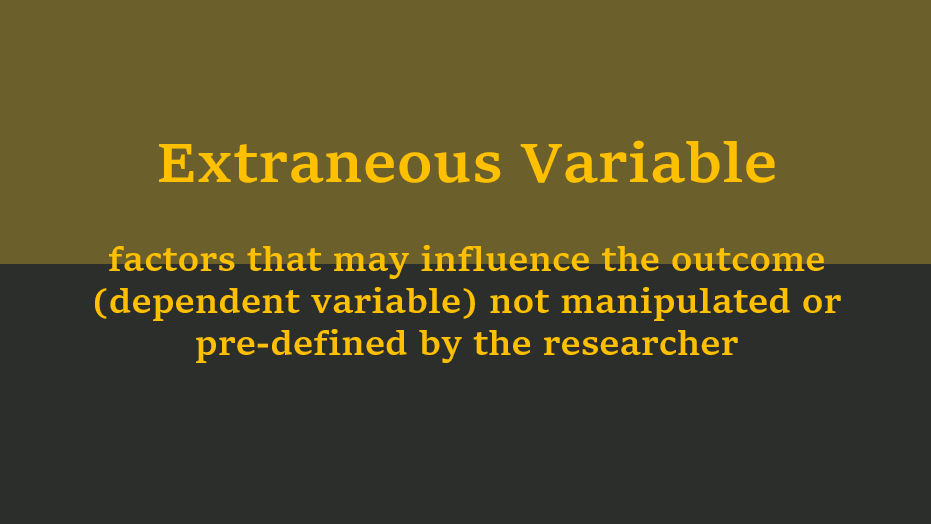 Extraneous Variable
factors that may influence the outcome
(dependent variable) not manipulated or
pre-defined by the researcher